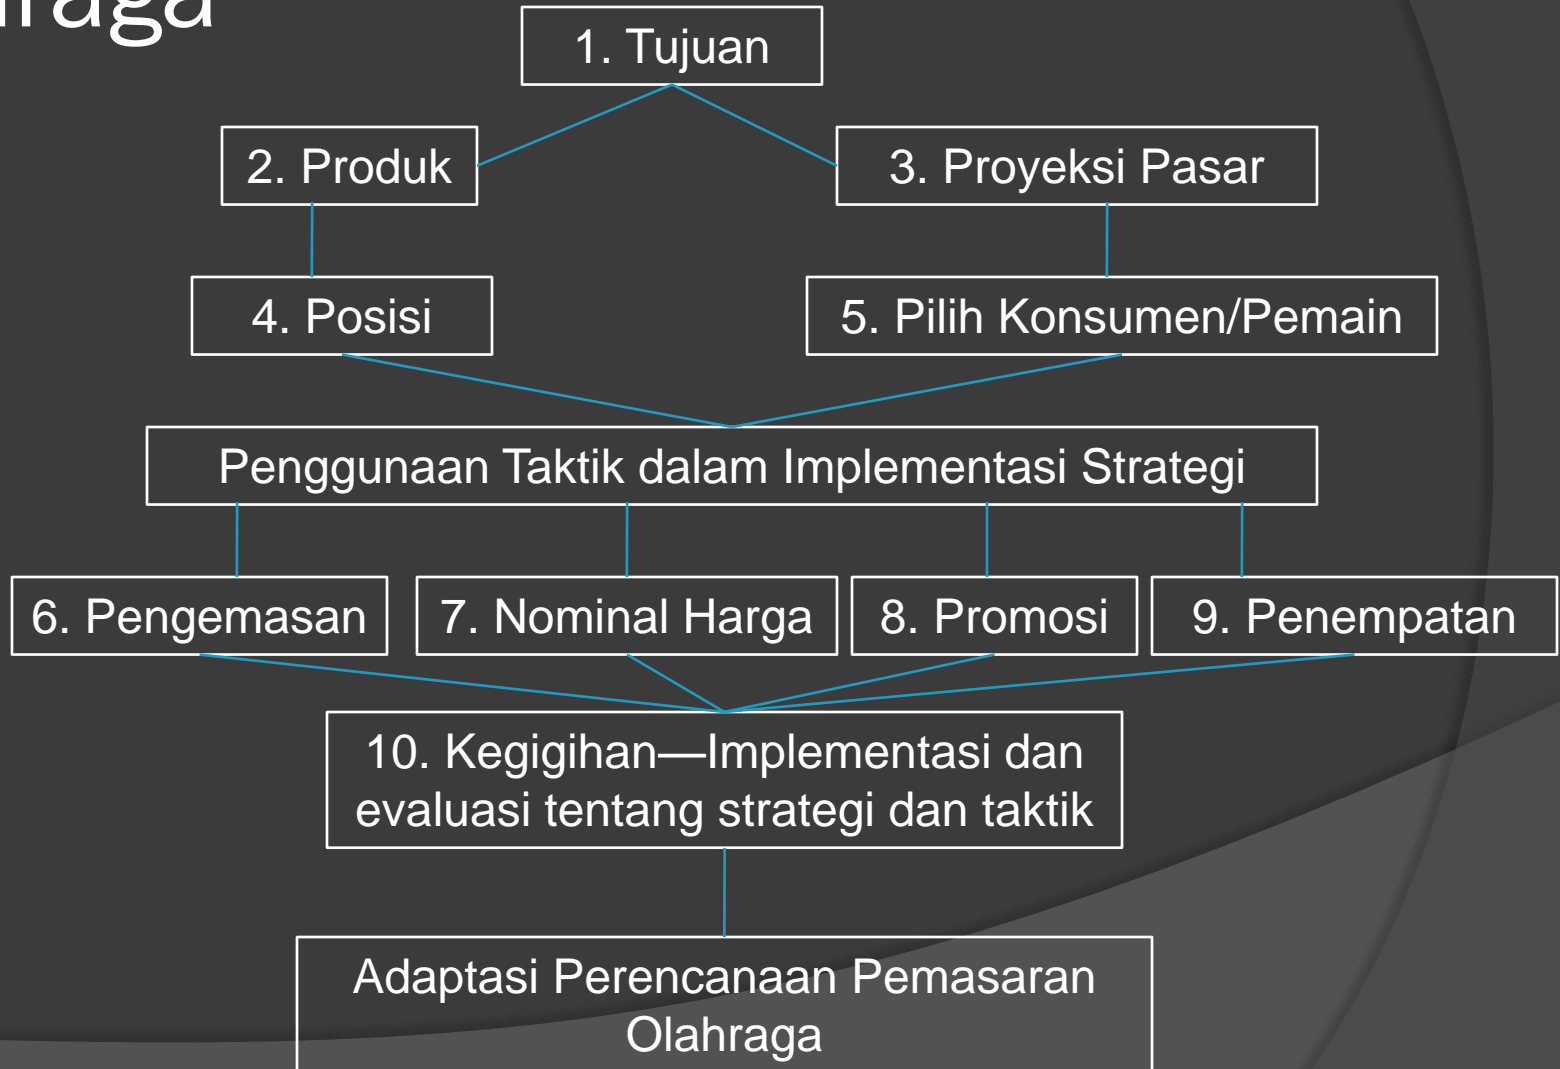 1. Tujuan
2. Produk
3. Proyeksi Pasar
4. Posisi
5. Pilih Konsumen/Pemain
Penggunaan Taktik dalam Implementasi Strategi
6. Pengemasan
7. Nominal Harga
8. Promosi
9. Penempatan
10. Kegigihan—Implementasi dan
evaluasi tentang strategi dan taktik
Adaptasi Perencanaan Pemasaran
Olahraga